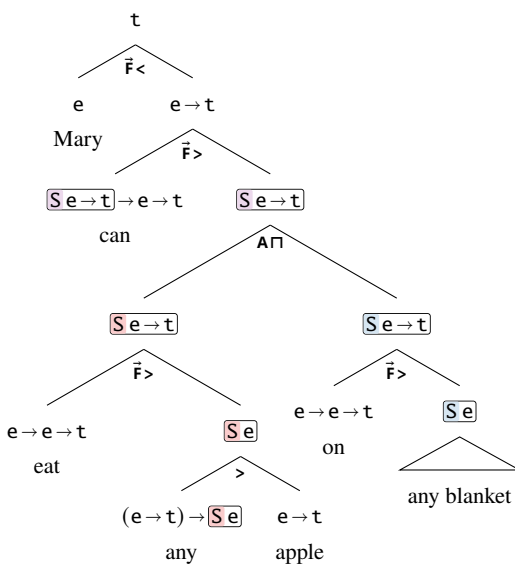 t
F⃗<
e e→t
Mary
F⃗>
S e→t →e→t S e→t
can
A⊓
S e→t S e→t
F⃗> F⃗>
e→e→t S e e→e→t S e
eat on
> any blanket
(e→t)→ S e e→t
any apple